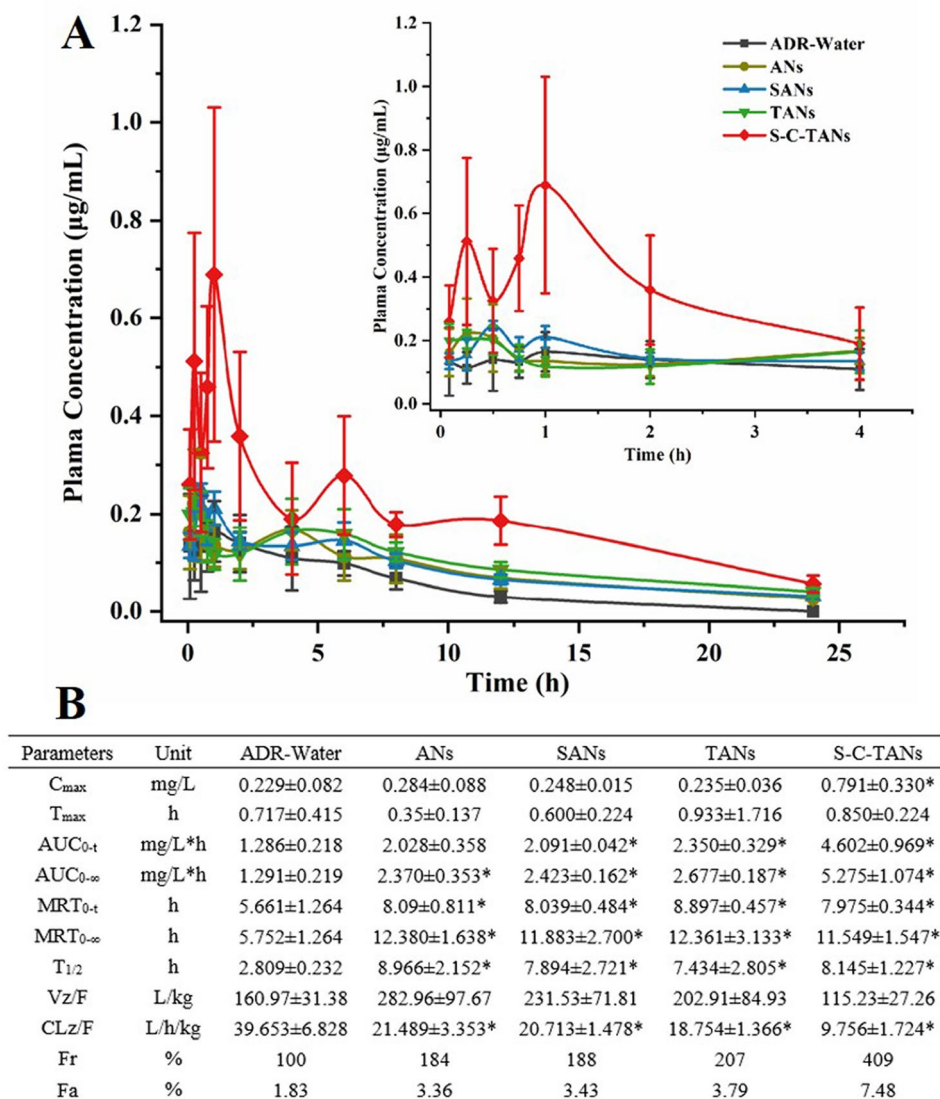 A
Plama Concentration (μg/mL)
1.2
1.0
0.8
0.6
0.4
0.2
0.0
0 5 10 15 20 25
Time (h)
Plama Concentration (μg/mL)
1.2
1.0
0.8
0.6
0.4
0.2
0.0
0 1 2 3 4
Time (h)
ADR-Water
ANs
SANs
TANs
S-C-TANs
B
Parameters Unit ADR-Water ANs SANs TANs S-C-TANs
Cmax mg/L 0.229±0.082 0.284±0.088 0.248±0.015 0.235±0.036 0.791±0.330*
Tmax h 0.717±0.415 0.35±0.137 0.600±0.224 0.933±1.716 0.850±0.224
AUC0-t mg/L*h 1.286±0.218 2.028±0.358 2.091±0.042* 2.350±0.329* 4.602±0.969*
AUC0-∞ mg/L*h 1.291±0.219 2.370±0.353* 2.423±0.162* 2.677±0.187* 5.275±1.074*
MRT0-t h 5.661±1.264 8.09±0.811* 8.039±0.484* 8.897±0.457* 7.975±0.344*
MRT0-∞ h 5.752±1.264 12.380±1.638* 11.883±2.700* 12.361±3.133* 11.549±1.547*
T1/2 h 2.809±0.232 8.966±2.152* 7.894±2.721* 7.434±2.805* 8.145±1.227*
Vz/F L/kg 160.97±31.38 282.96±97.67 231.53±71.81 202.91±84.93 115.23±27.26
CLz/F L/h/kg 39.653±6.828 21.489±3.353* 20.713±1.478* 18.754±1.366* 9.756±1.724*
Fr % 100 184 188 207 409
Fa % 1.83 3.36 3.43 3.79 7.48